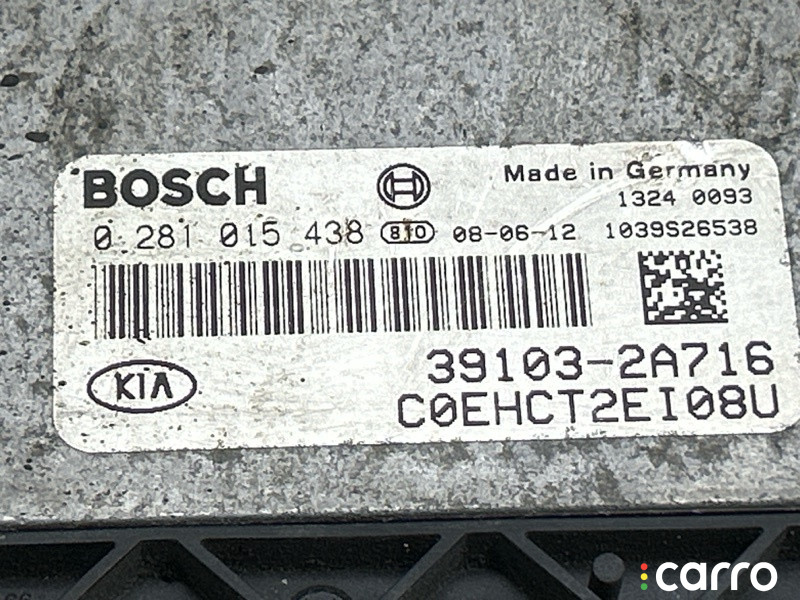 BOSCH
Made in Germany
1324 0093
0 281 015 438 810 08-06-12 1039S26538
KIA
39103-2A716
C0EHCT2EI08U
carro